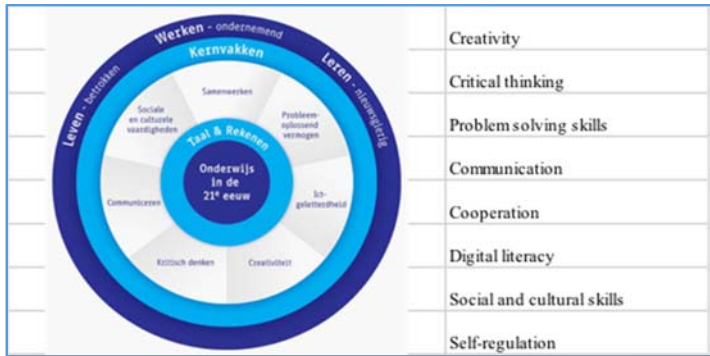 Werken - ondernemend
Leven - betrokken
Leren - nieuwsgierig
Kernvakken
Samenwerken
Probleem-
oplossend
vermogen
Ict-
geletterdheid
Creativiteit
Kritisch denken
Communiceren
Sociale
en culturele
vaardigheden
Taal & Rekenen
Onderwijs
in de
21e eeuw
Creativity
Critical thinking
Problem solving skills
Communication
Cooperation
Digital literacy
Social and cultural skills
Self-regulation